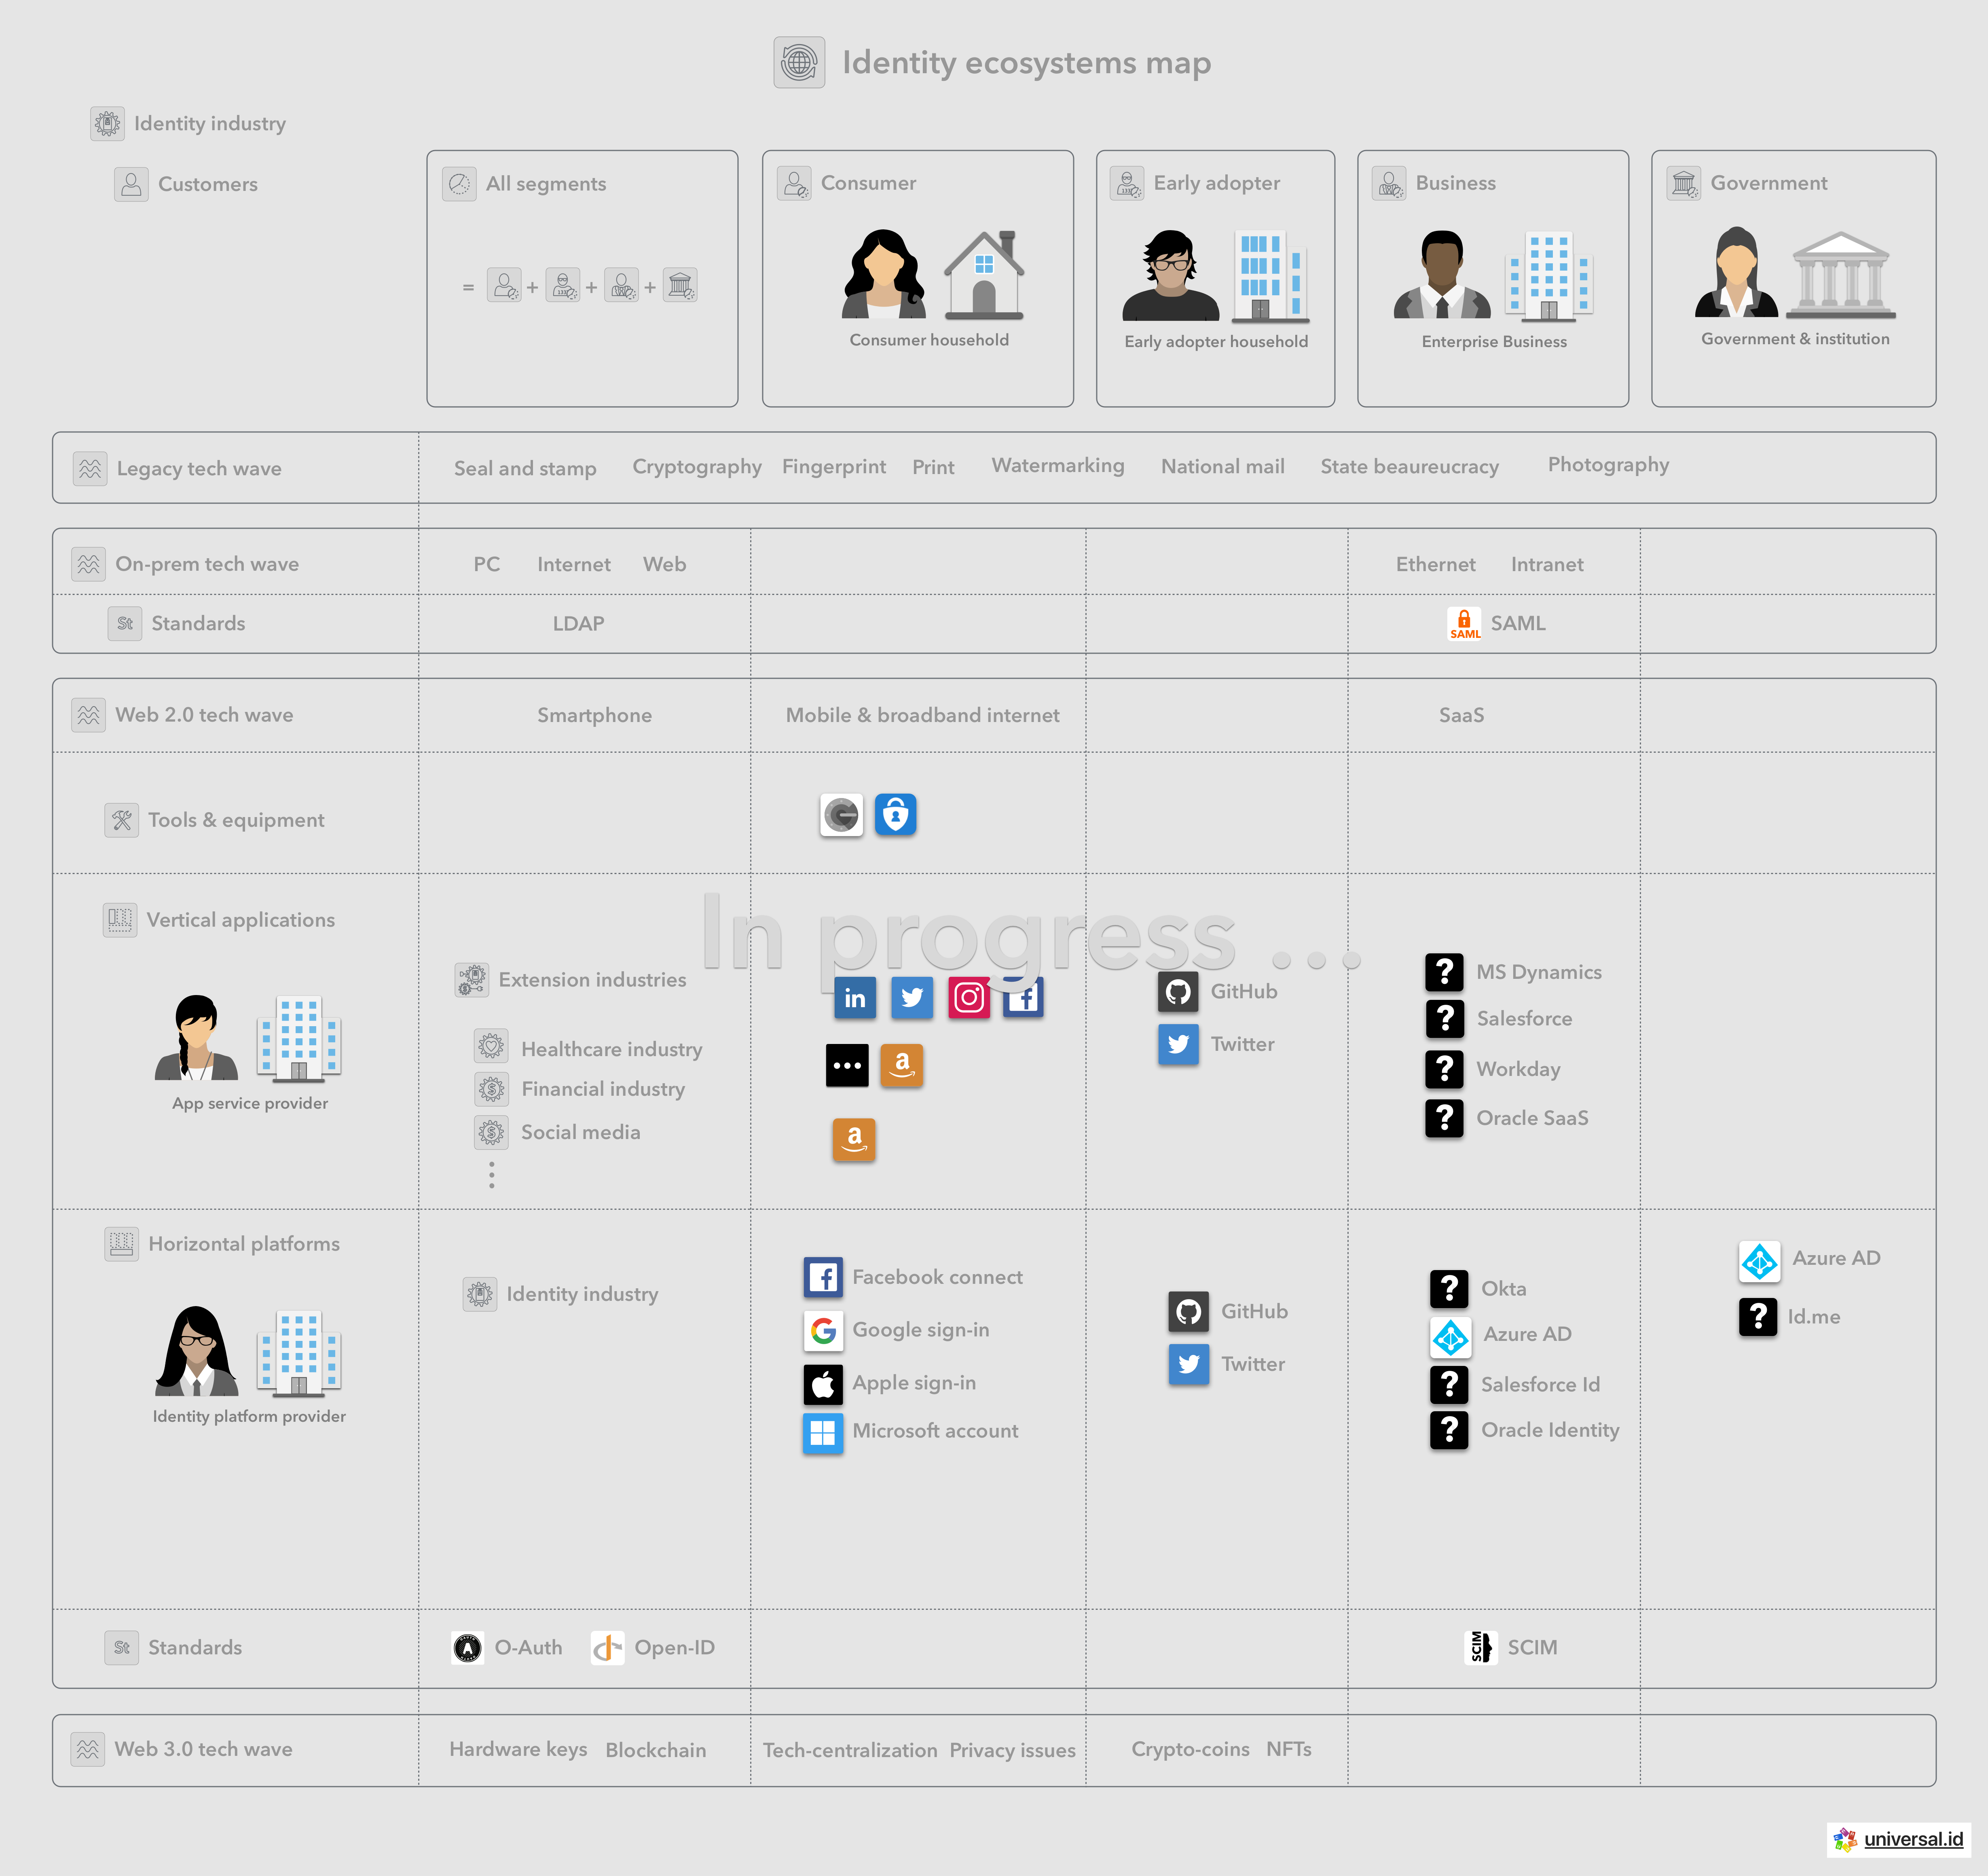 Identity ecosystems map
Identity industry
Customers
All segments
= + + +
Consumer
Consumer household
Early adopter
Early adopter household
Business
Enterprise Business
Government
Government & institution
Legacy tech wave
Seal and stamp Cryptography Fingerprint Print Watermarking National mail State beaureucracy Photography
On-prem tech wave
PC Internet Web Ethernet Intranet
St Standards
LDAP
SAML SAML
Web 2.0 tech wave
Smartphone Mobile & broadband internet SaaS
Tools & equipment
In progress ...
Vertical applications
App service provider
Extension industries
Healthcare industry
Financial industry
Social media
in
a
a
GitHub
Twitter
? MS Dynamics
? Salesforce
? Workday
? Oracle SaaS
Horizontal platforms
Identity platform provider
Identity industry
Facebook connect
Google sign-in
Apple sign-in
Microsoft account
GitHub
Twitter
? Okta
Azure AD
? Salesforce Id
? Oracle Identity
Azure AD
? Id.me
St Standards
O-Auth Open-ID
SCIM SCIM
Web 3.0 tech wave
Hardware keys Blockchain Tech-centralization Privacy issues Crypto-coins NFTs
universal.id